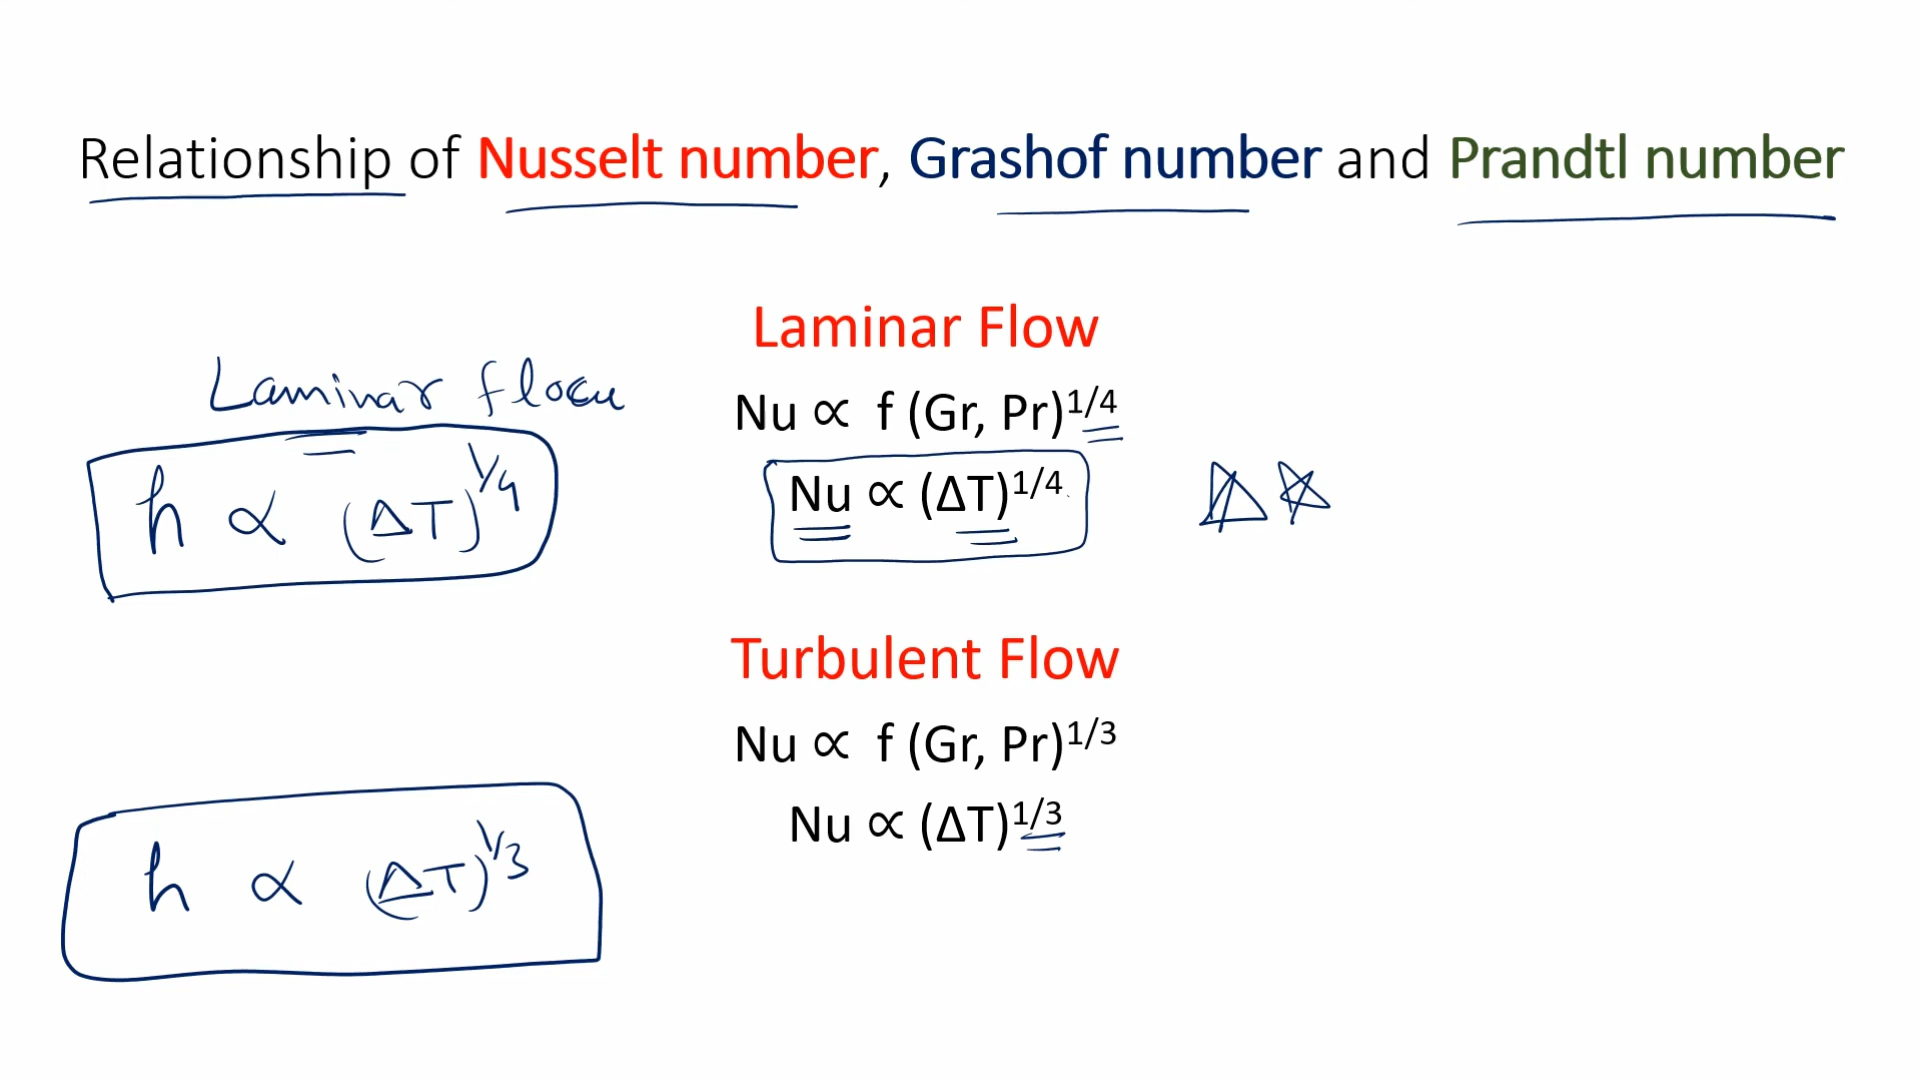 Relationship of Nusselt number, Grashof number and Prandtl number
Laminar Flow
Laminar flow
Nu ∝ f (Gr, Pr)^1/4
h ∝ (ΔT)^1/4
Nu ∝ (ΔT)^1/4
Turbulent Flow
Nu ∝ f (Gr, Pr)^1/3
Nu ∝ (ΔT)^1/3
h ∝ (ΔT)^1/3